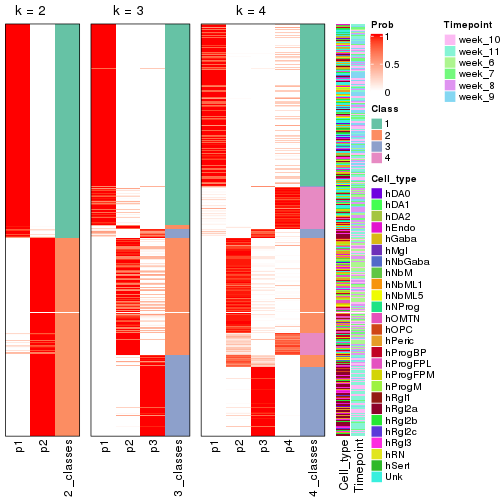 k = 2 k = 3 k = 4
Prob
1
0.5
0
Class
1
2
3
4
Cell_type
hDA0
hDA1
hDA2
hEndo
hGaba
hMgl
hNbGaba
hNbM
hNbML1
hNbML5
hNProg
hOMTN
hOPC
hPeric
hProgBP
hProgFPL
hProgFPM
hProgM
hRgl1
hRgl2a
hRgl2b
hRgl2c
hRgl3
hRN
hSert
Unk
Timepoint
week_10
week_11
week_6
week_7
week_8
week_9
p1
p2
2_classes
p1
p2
p3
3_classes
p1
p2
p3
p4
4_classes
Cell_type
Timepoint